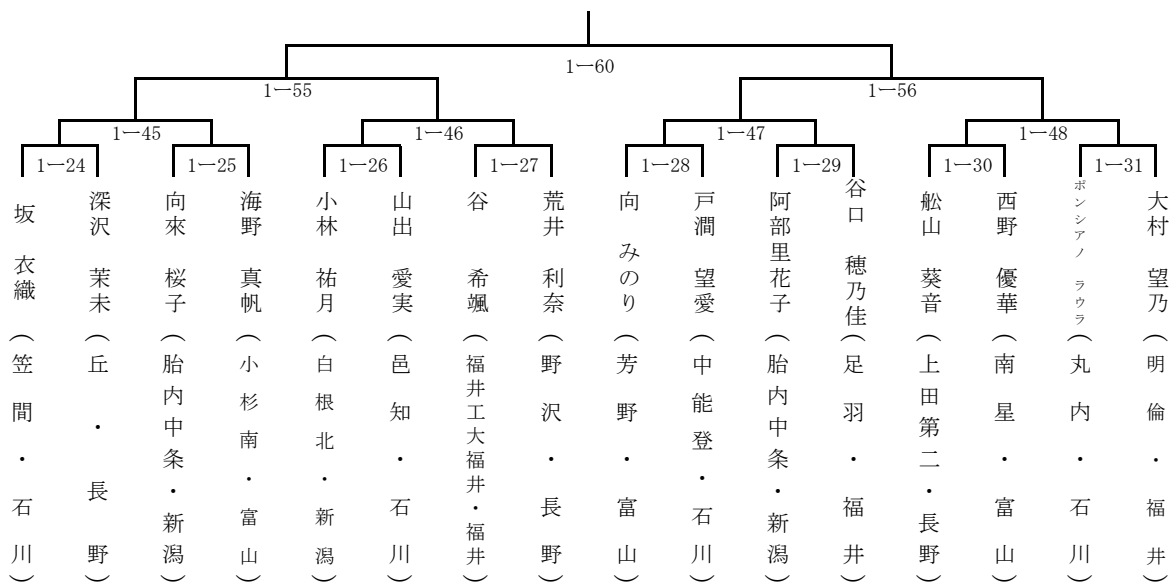 1－60
1－55
1－56
1－45
1－46
1－47
1－48
1－24
1－25
1－26
1－27
1－28
1－29
1－30
1－31
坂 衣織（笠間・石川）
深沢 茉未（丘・長野）
向來 桜子（胎内中条・新潟）
海野 真帆（小杉南・富山）
小林 祐月（白根北・新潟）
山出 愛実（邑知・石川）
谷 希颯（福井工大福井・福井）
荒井 利奈（野沢・長野）
向 みのり（芳野・富山）
戸澗 望愛（中能登・石川）
阿部里花子（胎内中条・新潟）
谷口 穂乃佳（足羽・福井）
舩山 葵音（上田第二・長野）
西野 優華（南星・富山）
ポンシアノ ラウラ（丸内・石川）
大村 望乃（明倫・福井）